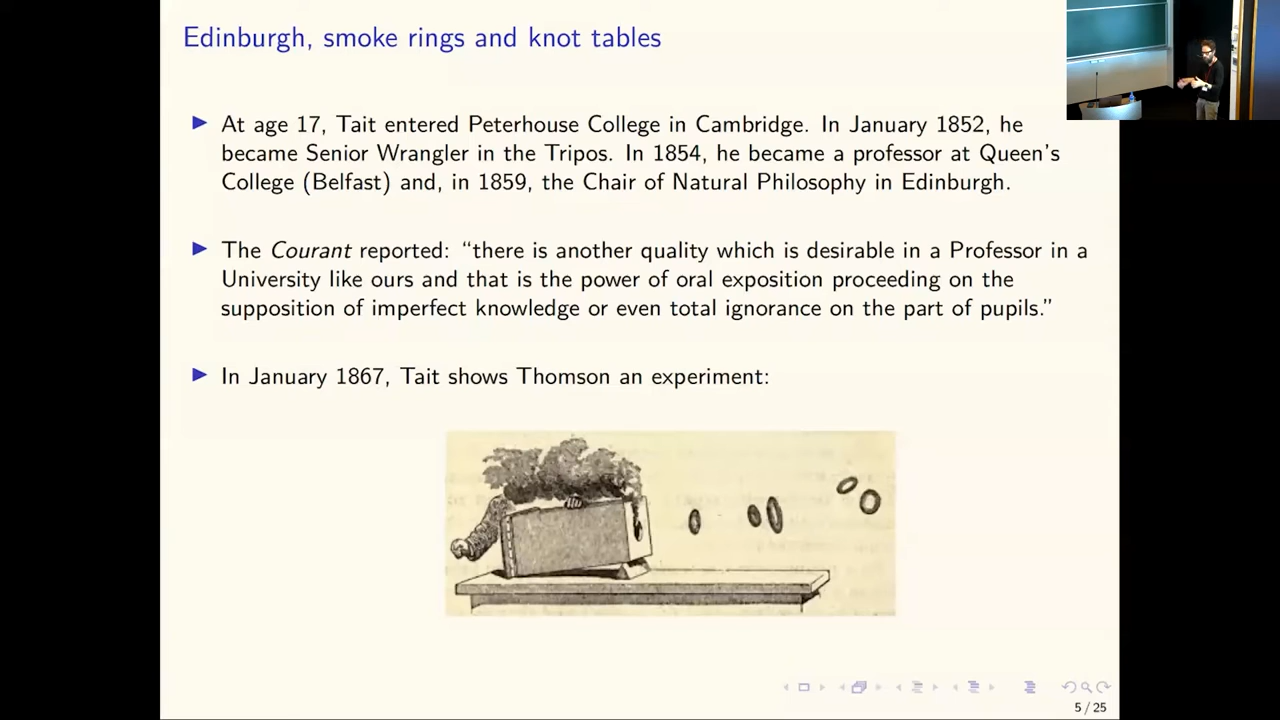 Edinburgh, smoke rings and knot tables
▶ At age 17, Tait entered Peterhouse College in Cambridge. In January 1852, he
became Senior Wrangler in the Tripos. In 1854, he became a professor at Queen's
College (Belfast) and, in 1859, the Chair of Natural Philosophy in Edinburgh.
▶ The Courant reported: “there is another quality which is desirable in a Professor in a
University like ours and that is the power of oral exposition proceeding on the
supposition of imperfect knowledge or even total ignorance on the part of pupils.”
▶ In January 1867, Tait shows Thomson an experiment:
5 / 25